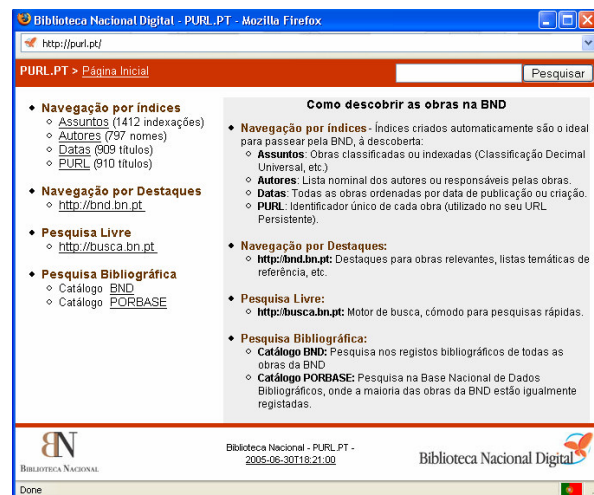 Biblioteca Nacional Digital - PURL.PT - Mozilla Firefox
http://purl.pt/
PURL.PT > Página Inicial
Pesquisar
Navegação por índices
Assuntos (1412 indexações)
Autores (797 nomes)
Datas (909 títulos)
PURL (910 títulos)
Navegação por Destaques
http://bnd.bn.pt
Pesquisa Livre
http://busca.bn.pt
Pesquisa Bibliográfica
Catálogo BND
Catálogo PORBASE
Como descobrir as obras na BND
Navegação por índices - Índices criados automaticamente são o ideal
para passear pela BND, à descoberta:
Assuntos: Obras classificadas ou indexadas (Classificação Decimal
Universal, etc.)
Autores: Lista nominal dos autores ou responsáveis pelas obras.
Datas: Todas as obras ordenadas por data de publicação ou criação.
PURL: Identificador único de cada obra (utilizado no seu URL
Persistente).
Navegação por Destaques:
http://bnd.bn.pt: Destaques para obras relevantes, listas temáticas de
referência, etc.
Pesquisa Livre:
http://busca.bn.pt: Motor de busca, cómodo para pesquisas rápidas.
Pesquisa Bibliográfica:
Catálogo BND: Pesquisa nos registos bibliográficos de todas as
obras da BND
Catálogo PORBASE: Pesquisa na Base Nacional de Dados
Bibliográficos, onde a maioria das obras da BND estão igualmente
registadas.
BN
BIBLIOTECA NACIONAL
Biblioteca Nacional - PURL.PT -
2005-06-30T18:21:00
Biblioteca Nacional Digital
Done